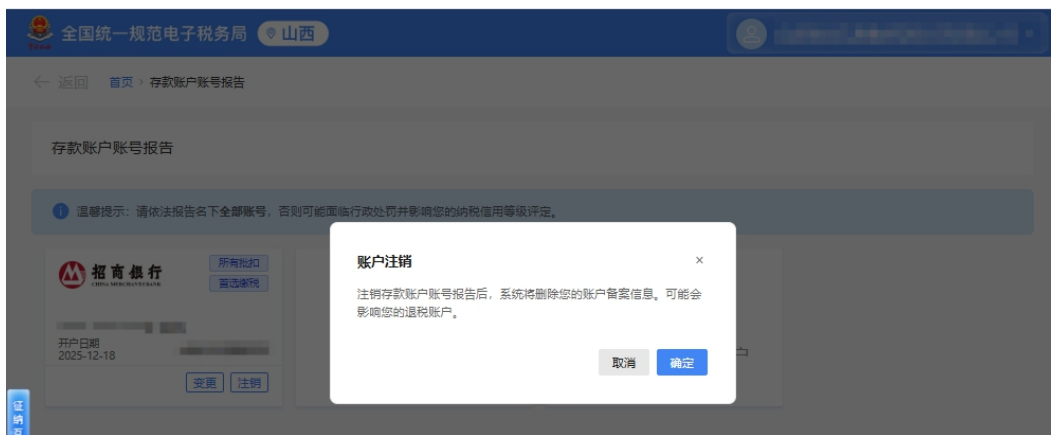 全国统一规范电子税务局 山西
返回 首页 > 存款账户账号报告
存款账户账号报告
温馨提示：请依法报告名下全部账号，否则可能面临行政处罚并影响您的纳税信用等级评定。
招商银行
CHINA MERCHANTS BANK
所有批扣
首选缴税
开户日期
2025-12-18
变更 注销
账户注销 ×
注销存款账户账号报告后，系统将删除您的账户备案信息。可能会
影响您的退税账户。
取消 确定
户
征
纳
互